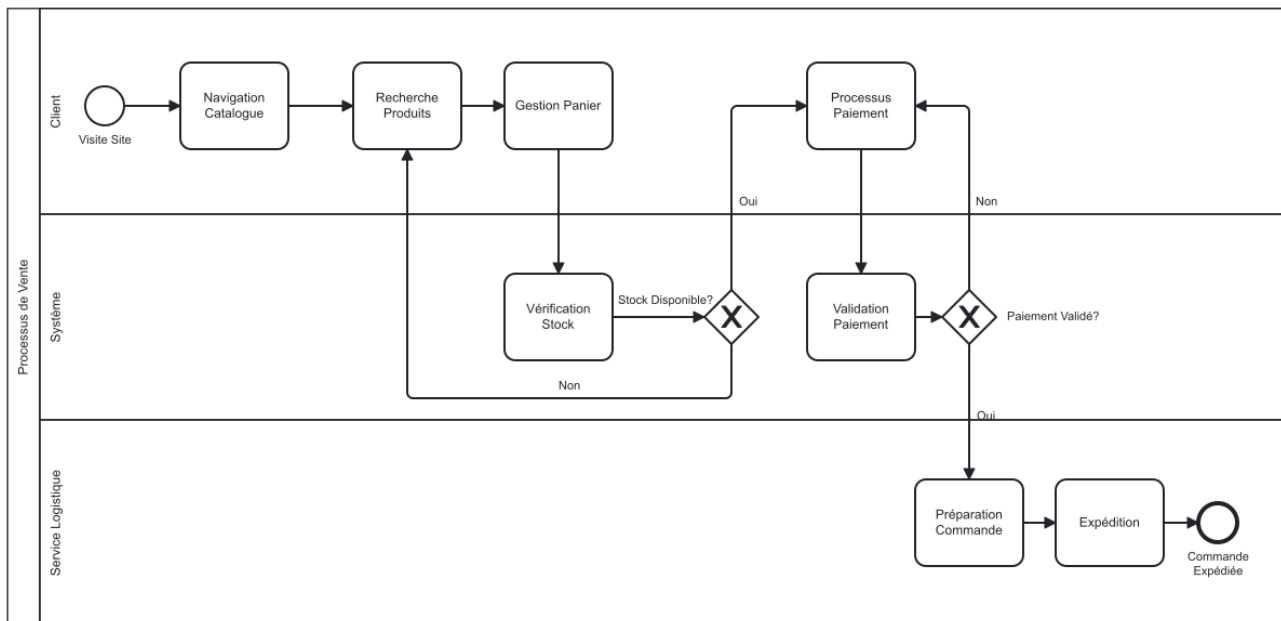 Processus de Vente
Client
Visite Site
Navigation
Catalogue
Recherche
Produits
Gestion Panier
Processus
Paiement
Oui
Non
Système
Vérification
Stock
Stock Disponible?
X
Non
Validation
Paiement
X
Paiement Validé?
Oui
Service Logistique
Préparation
Commande
Expédition
Commande
Expédiée